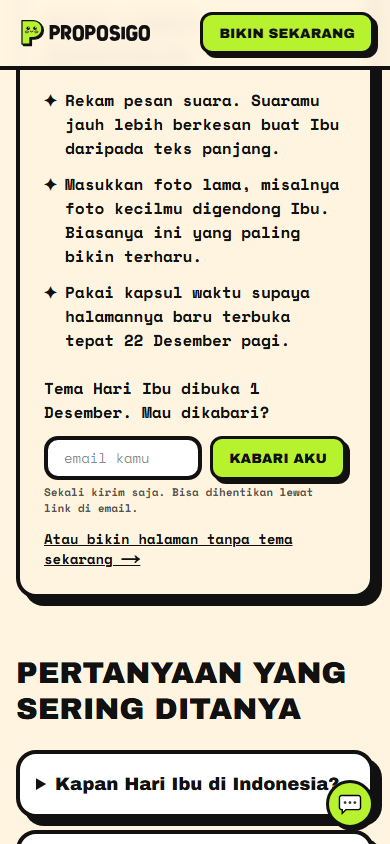 PROPOSIGO
BIKIN SEKARANG
✦ Rekam pesan suara. Suaramu
jauh lebih berkesan buat Ibu
daripada teks panjang.
✦ Masukkan foto lama, misalnya
foto kecilmu digendong Ibu.
Biasanya ini yang paling
bikin terharu.
✦ Pakai kapsul waktu supaya
halamannya baru terbuka
tepat 22 Desember pagi.
Tema Hari Ibu dibuka 1
Desember. Mau dikabari?
email kamu
KABARI AKU
Sekali kirim saja. Bisa dihentikan lewat
link di email.
Atau bikin halaman tanpa tema
sekarang →
PERTANYAAN YANG
SERING DITANYA
▶ Kapan Hari Ibu di Indonesia?